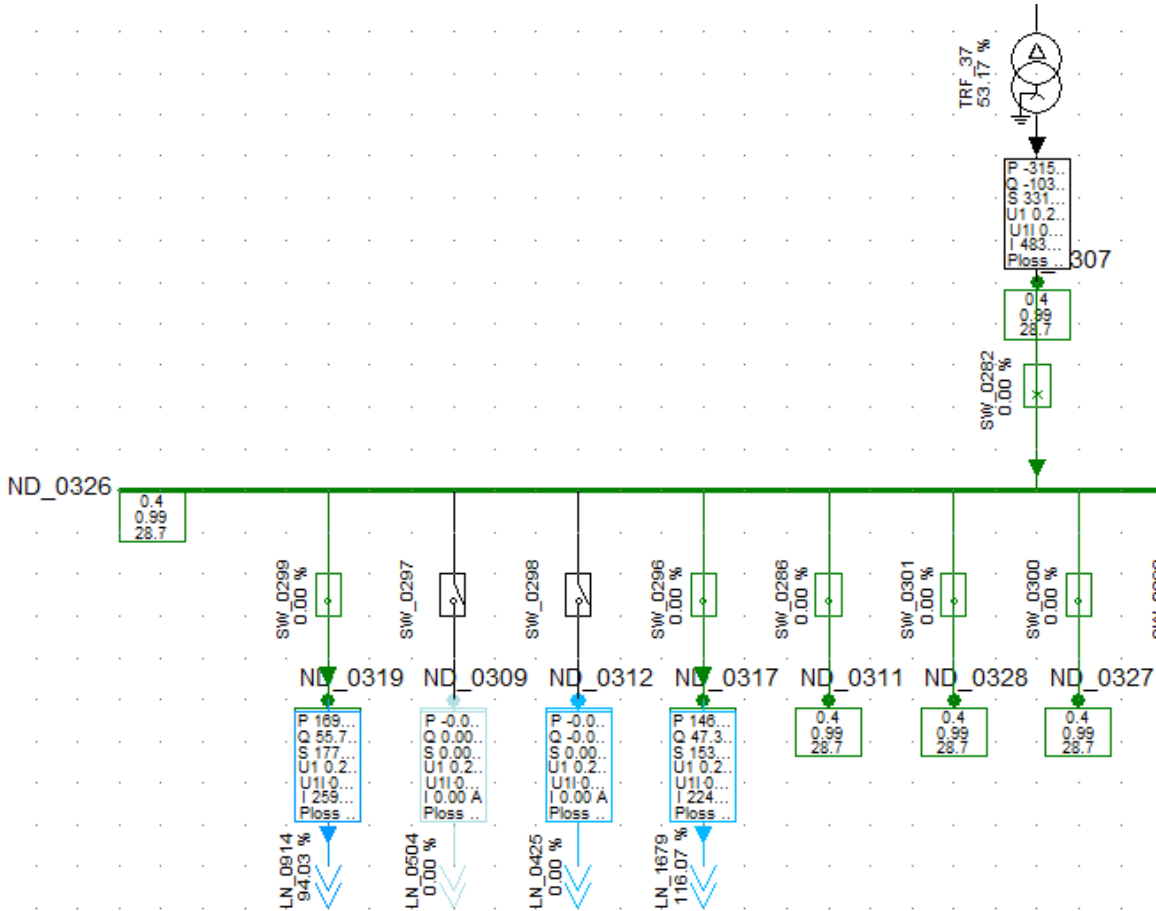 TRF_37
53.17 %
P -315..
Q -103..
S 331...
U1 0.2..
U1I 0...
I 483...
Ploss ..
307
0.4
0.99
28.7
SW_0282
0.00 %
ND_0326
0.4
0.99
28.7
SW_0299
0.00 %
SW_0297
SW_0298
SW_0296
0.00 %
SW_0286
0.00 %
SW_0301
0.00 %
SW_0300
0.00 %
ND_0319
ND_0309
ND_0312
ND_0317
ND_0311
ND_0328
ND_0327
P 169...
Q 55.7...
S 177...
U1 0.2..
U1I 0...
I 259...
Ploss ..
P -0.0...
Q 0.00...
S 0.00...
U1 0.2..
U1I 0...
I 0.00 A
Ploss ..
P -0.0...
Q -0.0...
S 0.00...
U1 0.2..
U1I 0...
I 0.00 A
Ploss ..
P 146...
Q 47.3...
S 153...
U1 0.2..
U1I 0...
I 224...
Ploss ..
0.4
0.99
28.7
0.4
0.99
28.7
0.4
0.99
28.7
LN_0914
94.03 %
LN_0504
0.00 %
LN_0425
0.00 %
LN_1679
116.07 %